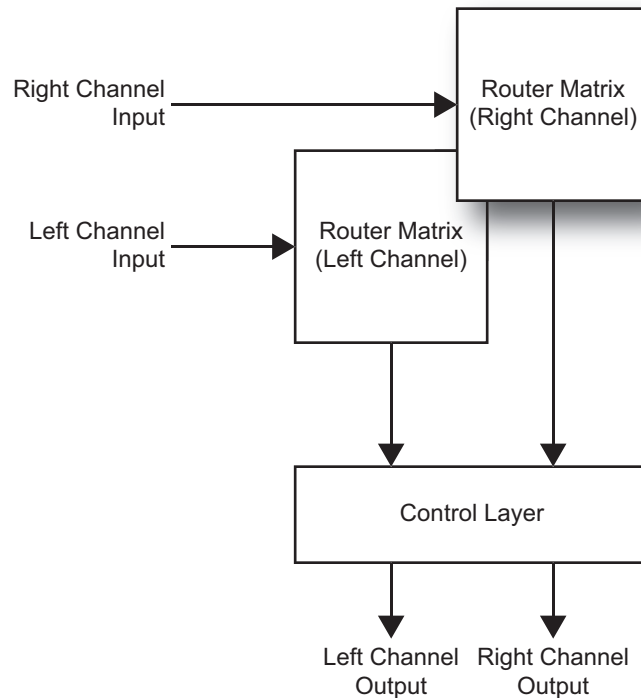 Right Channel
Input
Router Matrix
(Right Channel)
Left Channel
Input
Router Matrix
(Left Channel)
Control Layer
Left Channel
Output
Right Channel
Output